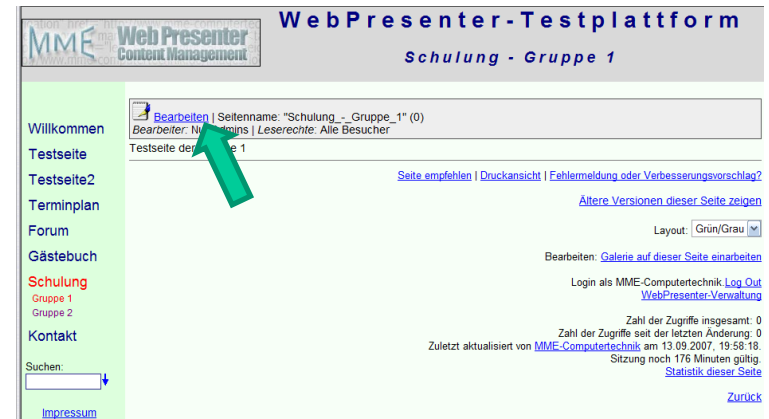 WebPresenter-Testplattform
MME Web Presenter
Content Management
Schulung - Gruppe 1
Willkommen
Testseite
Testseite2
Terminplan
Forum
Gästebuch
Schulung
Gruppe 1
Gruppe 2
Kontakt
Suchen:
Impressum
Bearbeiten | Seitenname: "Schulung_-_Gruppe_1" (0)
Bearbeiter: Admins | Leserechte: Alle Besucher
Testseite 1
Seite empfehlen | Druckansicht | Fehlermeldung oder Verbesserungsvorschlag?
Ältere Versionen dieser Seite zeigen
Layout: Grün/Grau
Bearbeiten: Galerie auf dieser Seite einarbeiten
Login als MME-Computertechnik.Log Out
WebPresenter-Verwaltung
Zahl der Zugriffe insgesamt: 0
Zahl der Zugriffe seit der letzten Änderung: 0
Zuletzt aktualisiert von MME-Computertechnik am 13.09.2007, 19:58:18.
Sitzung noch 176 Minuten gültig.
Statistik dieser Seite
Zurück